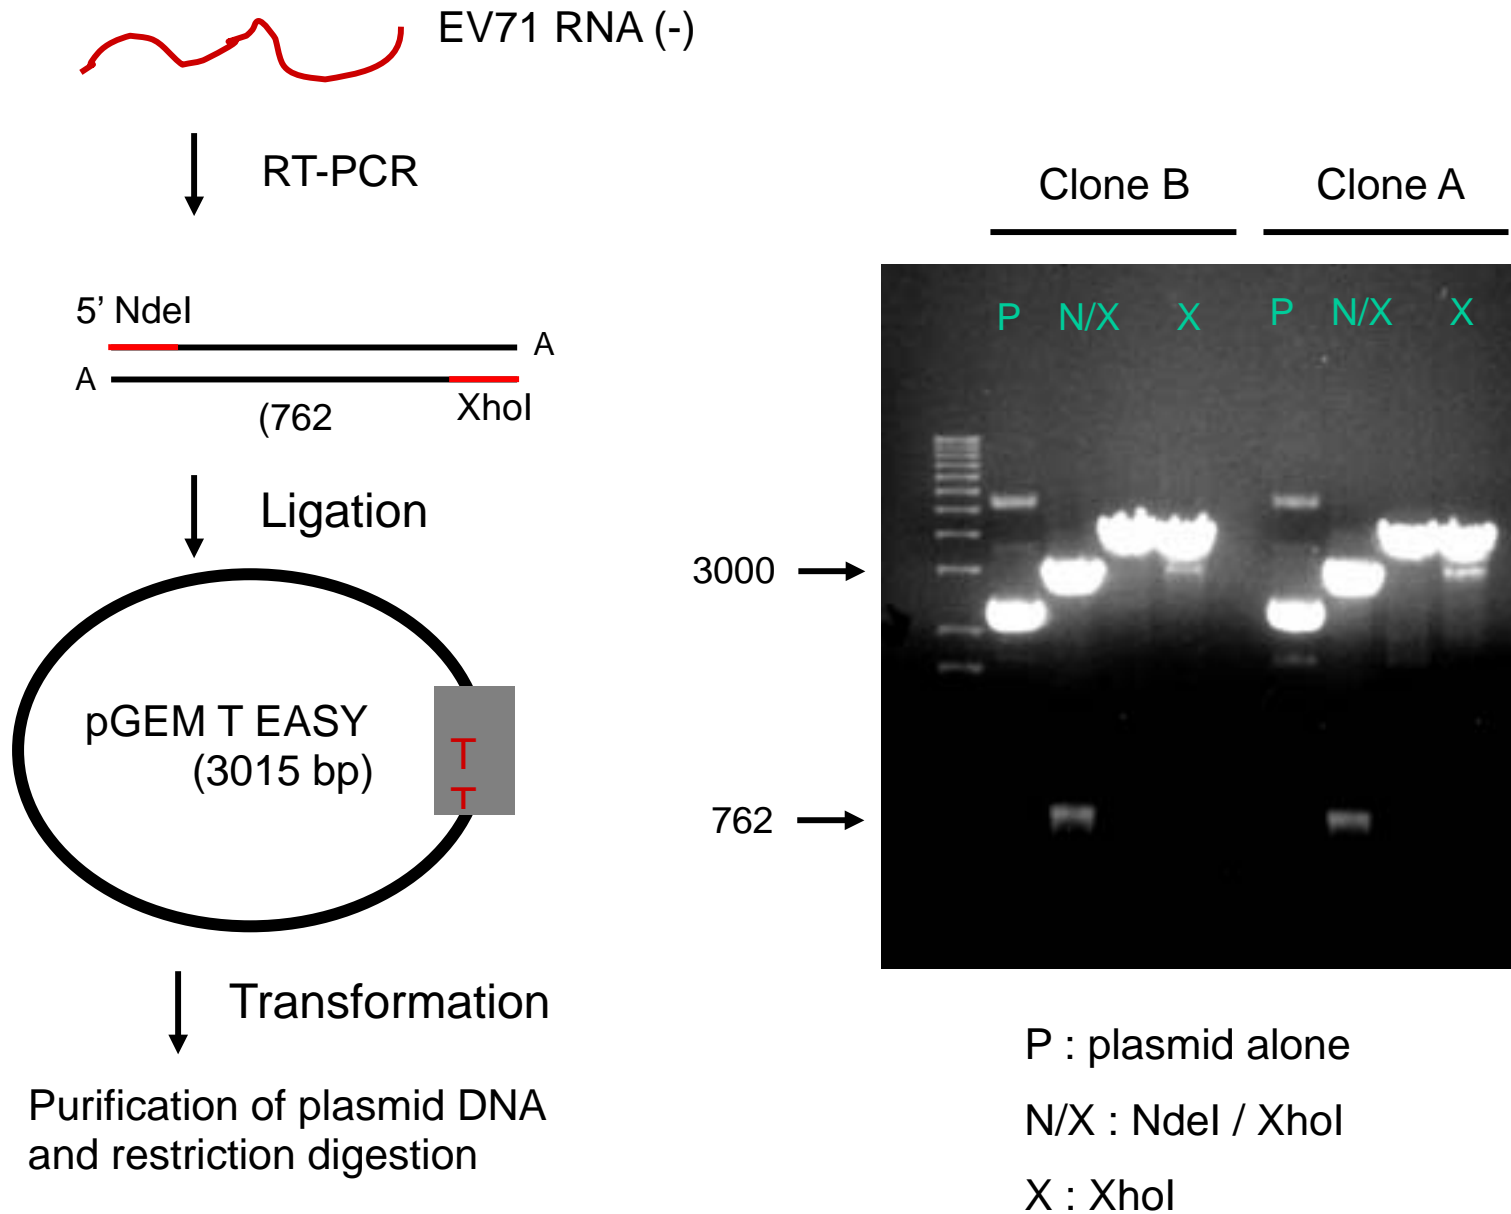 EV71 RNA (-)
RT-PCR
5’ NdeI
A
A
(762
XhoI
Ligation
pGEM T EASY
(3015 bp)
T
T
Transformation
Purification of plasmid DNA
and restriction digestion
Clone B
Clone A
P N/X X P N/X X
3000
762
P : plasmid alone
N/X : NdeI / XhoI
X : XhoI